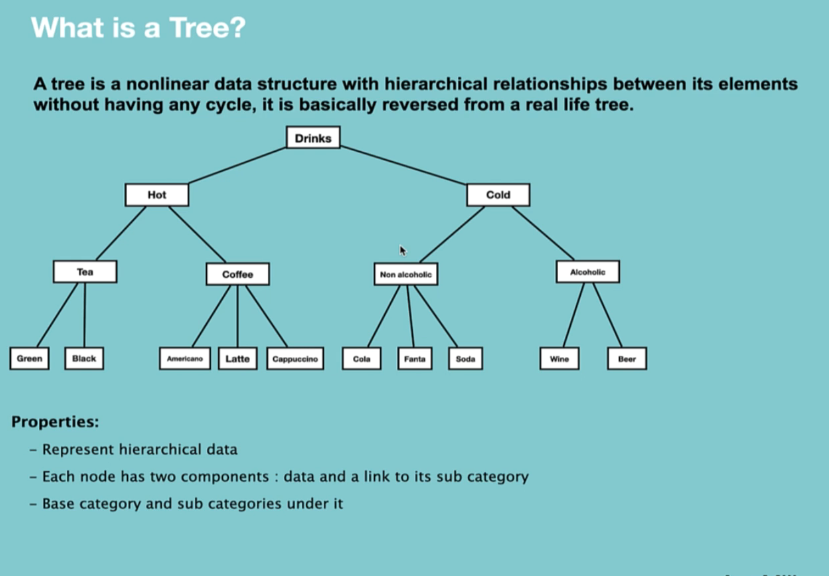 What is a Tree?
A tree is a nonlinear data structure with hierarchical relationships between its elements
without having any cycle, it is basically reversed from a real life tree.
Drinks
Hot
Cold
Tea
Coffee
Non alcoholic
Alcoholic
Green
Black
Americano
Latte
Cappuccino
Cola
Fanta
Soda
Wine
Beer
Properties:
- Represent hierarchical data
- Each node has two components : data and a link to its sub category
- Base category and sub categories under it